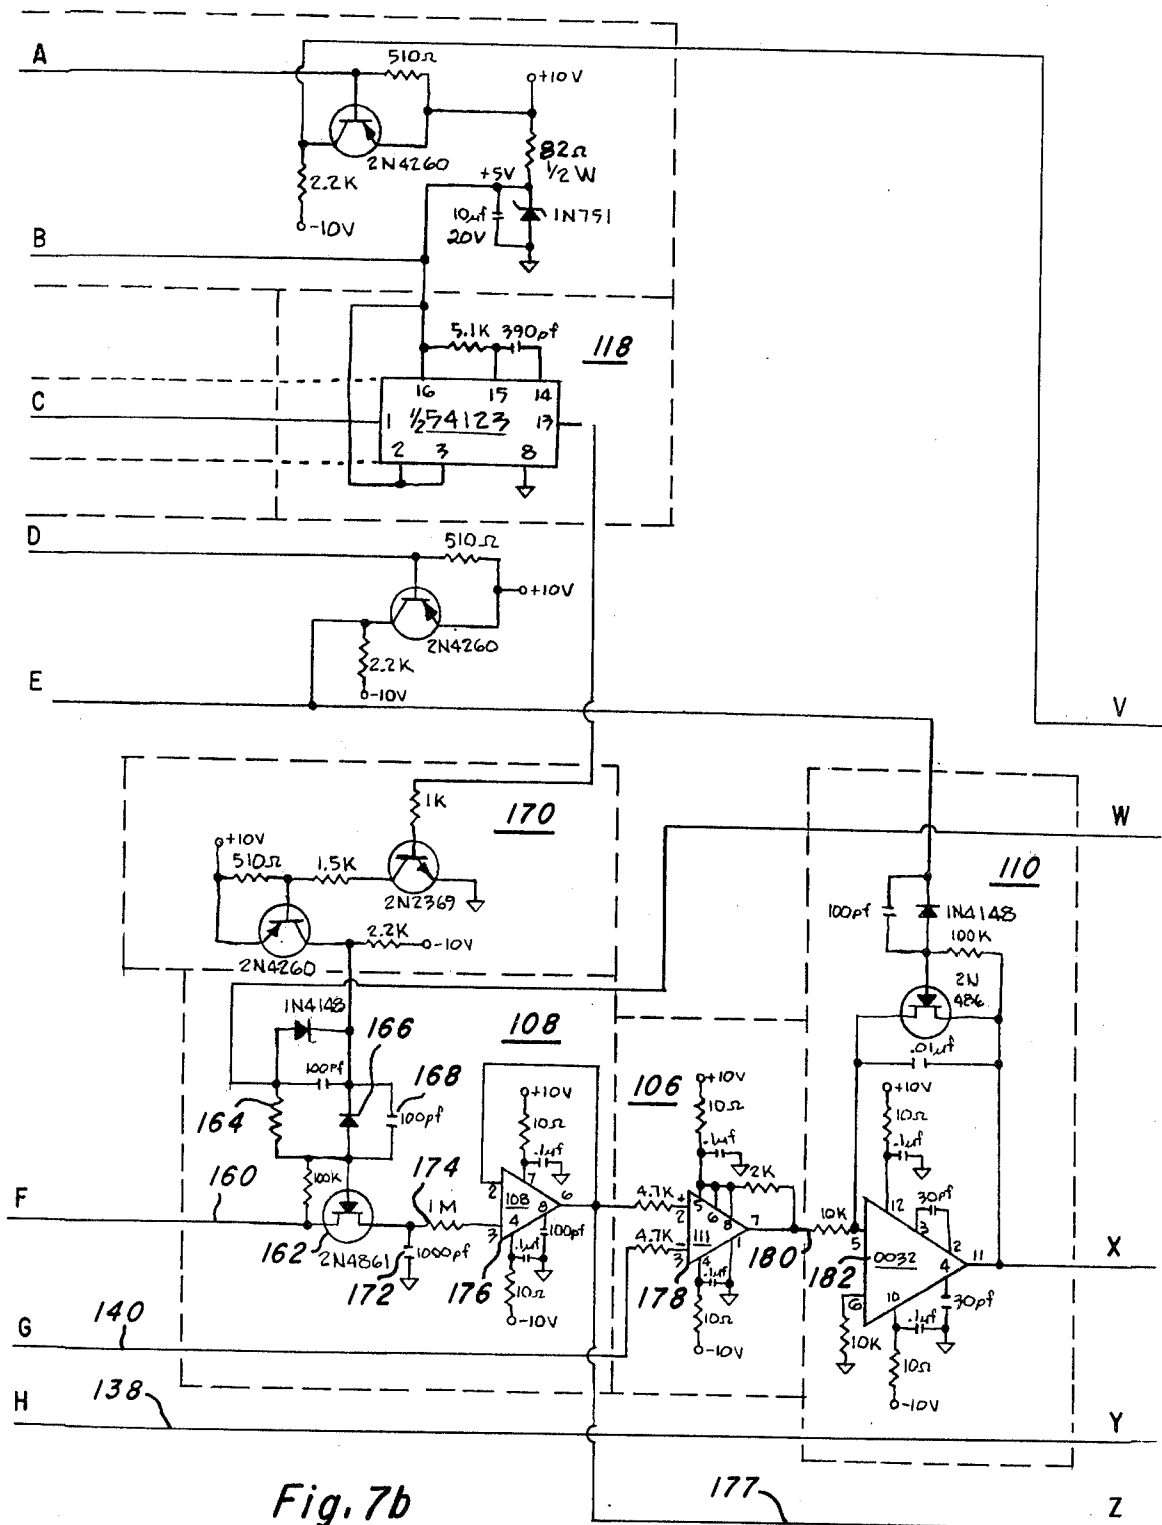 A
510Ω
+10V
2N4260
82Ω
1/2 W
2.2K
-10V
+5V
10µf
20V
1N751
B
5.1K
390pf
118
16
15
14
C
1
1/2 54123
13
2
3
8
D
510Ω
+10V
2N4260
2.2K
-10V
E
V
1K
170
W
+10V
510Ω
1.5K
2N2369
110
100pf
1N4148
100K
2N4260
2.2K
-10V
2N
486
1N4148
108
166
.01µf
100pf
168
100pf
164
+10V
10Ω
.1µf
106
+10V
10Ω
.1µf
+10V
10Ω
.1µf
2K
100K
174
1M
2
7
108
6
4
8
3
100pf
.1µf
10Ω
-10V
F
160
162
2N4861
1000pf
172
176
4.7K
4.7K
+
2
5
6
8
111
7
1
−
3
4
.1µf
178
10Ω
-10V
180
10K
182
5
12
30pf
3
2
0032
11
4
6
10
30pf
.1µf
10K
10Ω
-10V
X
G
140
H
138
Y
Fig. 7b
177
Z